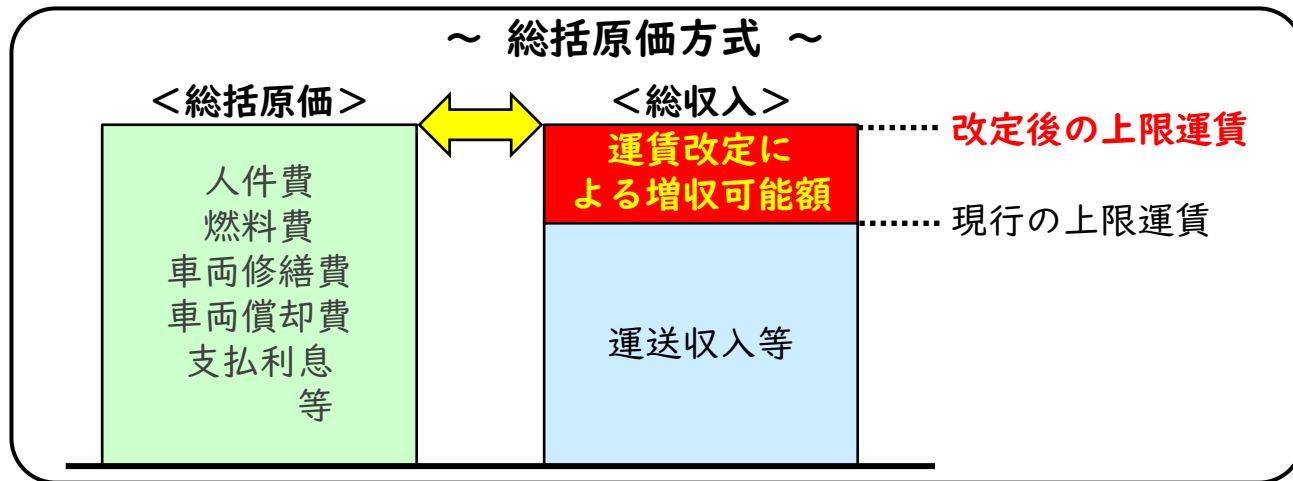 ～ 総括原価方式 ～
＜総括原価＞
人件費
燃料費
車両修繕費
車両償却費
支払利息
等
＜総収入＞
運賃改定に
よる増収可能額
運送収入等
改定後の上限運賃
現行の上限運賃